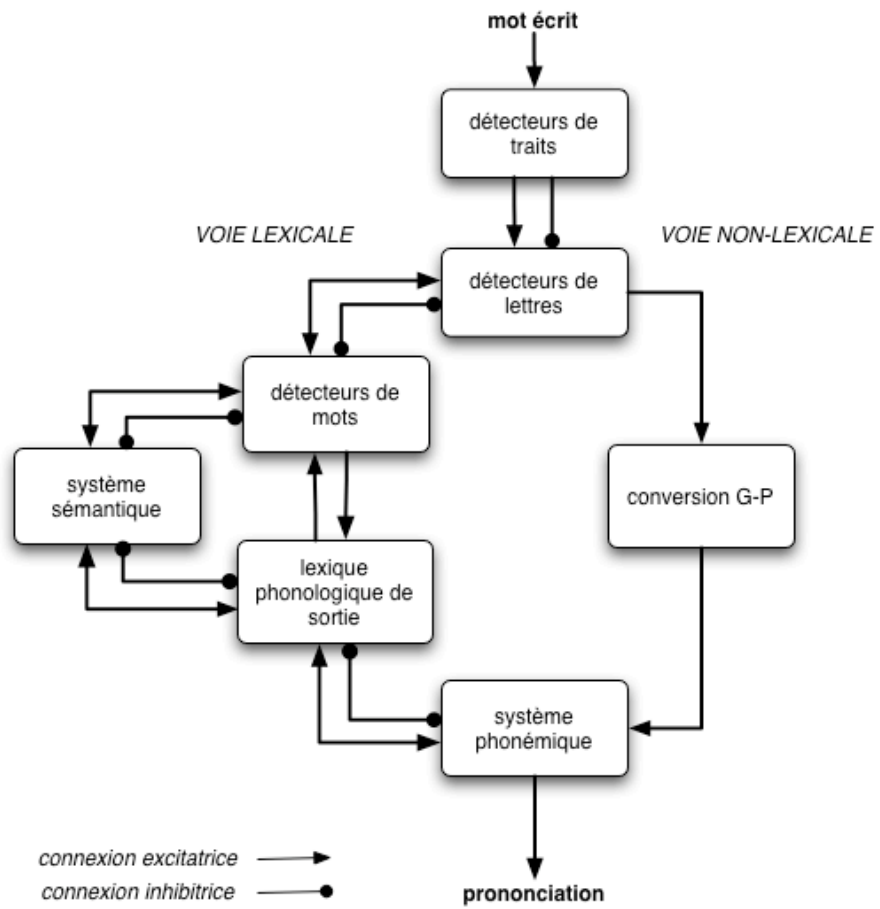 mot écrit
détecteurs de
traits
VOIE LEXICALE
VOIE NON-LEXICALE
détecteurs de
lettres
détecteurs de
mots
système
sémantique
conversion G-P
lexique
phonologique de
sortie
système
phonémique
connexion excitatrice
connexion inhibitrice
prononciation